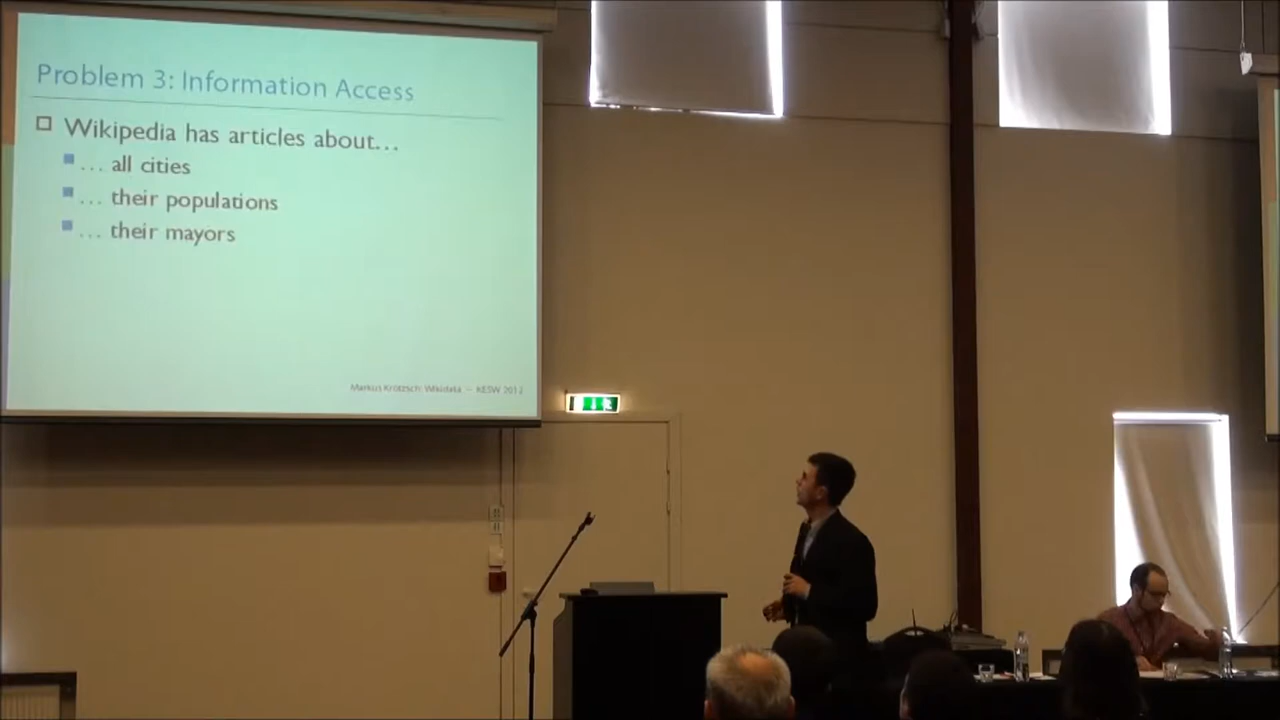 Problem 3: Information Access
Wikipedia has articles about…
… all cities
… their populations
… their mayors
Markus Krötzsch: Wikidata — KESW 2012